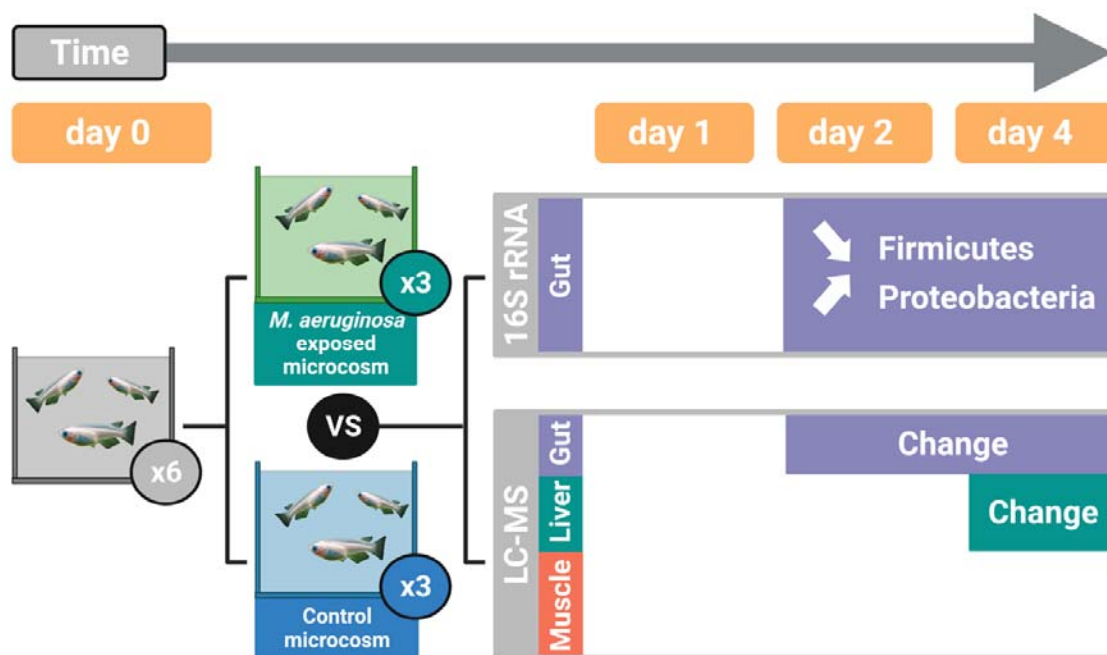 Time
day 0
day 1
day 2
day 4
x3
M. aeruginosa
exposed
microcosm
x6
VS
x3
Control
microcosm
16S rRNA
Gut
Firmicutes
Proteobacteria
LC-MS
Gut
Liver
Muscle
Change
Change